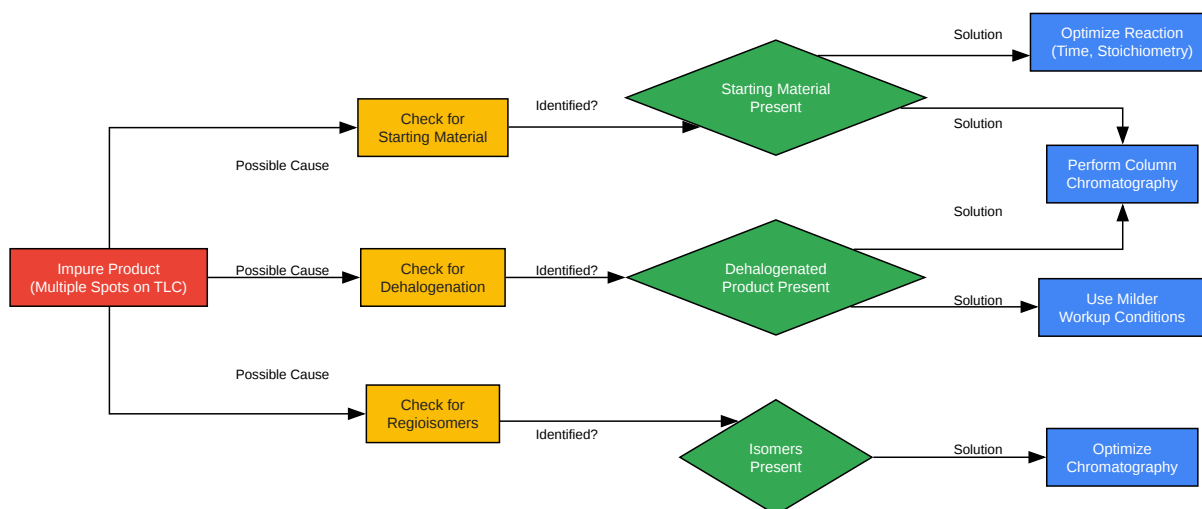 Solution
Optimize Reaction
(Time, Stoichiometry)
Starting Material
Present
Identified?
Check for
Starting Material
Solution
Possible Cause
Perform Column
Chromatography
Solution
Impure Product
(Multiple Spots on TLC)
Possible Cause
Check for
Dehalogenation
Identified?
Dehalogenated
Product Present
Solution
Use Milder
Workup Conditions
Possible Cause
Check for
Regioisomers
Identified?
Isomers
Present
Solution
Optimize
Chromatography